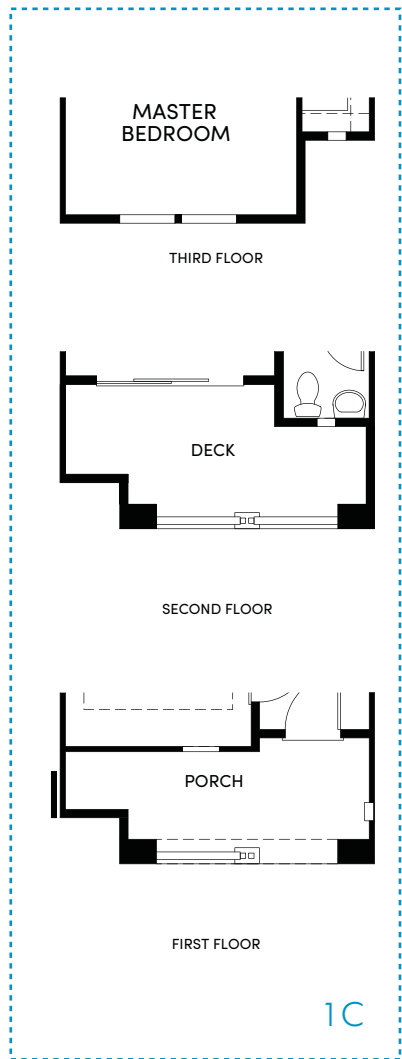 MASTER
BEDROOM
THIRD FLOOR
DECK
SECOND FLOOR
PORCH
FIRST FLOOR
1C